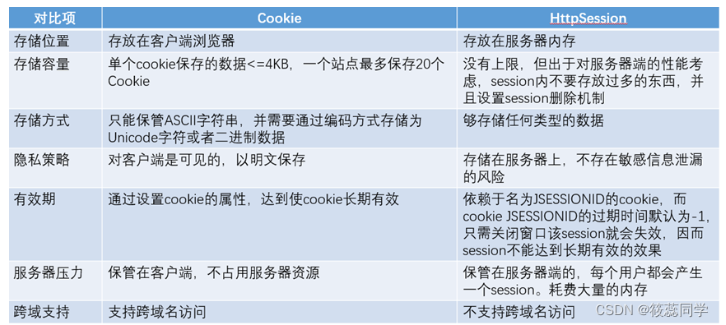 对比项 Cookie HttpSession
存储位置 存放在客户端浏览器 存放在服务器内存
存储容量 单个cookie保存的数据<=4KB，一个站点最多保存20个 没有上限，但出于对服务器端的性能考
Cookie 虑，session内不要存放过多的东西，并
且设置session删除机制
存储方式 只能保管ASCII字符串，并需要通过编码方式存储为 够存储任何类型的数据
Unicode字符或者二进制数据
隐私策略 对客户端是可见的，以明文保存 存储在服务器上，不存在敏感信息泄漏
的风险
有效期 通过设置cookie的属性，达到使cookie长期有效 依赖于名为JSESSIONID的cookie，而
cookie JSESSIONID的过期时间默认为-1，
只需关闭窗口该session就会失效，因而
session不能达到长期有效的效果
服务器压力 保管在客户端，不占用服务器资源 保管在服务器端的，每个用户都会产生
一个session。耗费大量的内存
跨域支持 支持跨域名访问 不支持跨域名访问
CSDN @筱蕊同学